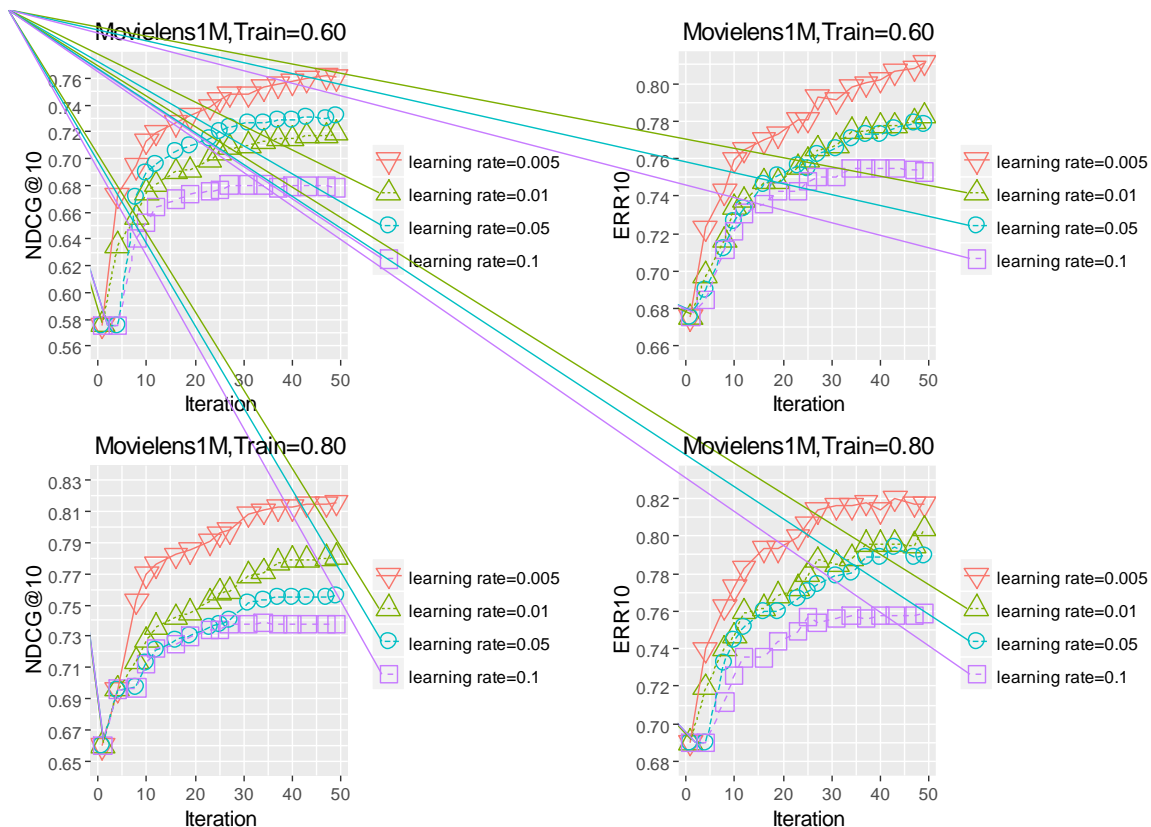 Movielens1M,Train=0.60
NDCG@10
0.76
0.74
0.72
0.70
0.68
0.66
0.64
0.62
0.60
0.58
0.56
0 10 20 30 40 50
Iteration
learning rate=0.005
learning rate=0.01
learning rate=0.05
learning rate=0.1
Movielens1M,Train=0.60
ERR10
0.80
0.78
0.76
0.74
0.72
0.70
0.68
0.66
0 10 20 30 40 50
Iteration
learning rate=0.005
learning rate=0.01
learning rate=0.05
learning rate=0.1
Movielens1M,Train=0.80
NDCG@10
0.83
0.81
0.79
0.77
0.75
0.73
0.71
0.69
0.67
0.65
0 10 20 30 40 50
Iteration
learning rate=0.005
learning rate=0.01
learning rate=0.05
learning rate=0.1
Movielens1M,Train=0.80
ERR10
0.82
0.80
0.78
0.76
0.74
0.72
0.70
0.68
0 10 20 30 40 50
Iteration
learning rate=0.005
learning rate=0.01
learning rate=0.05
learning rate=0.1